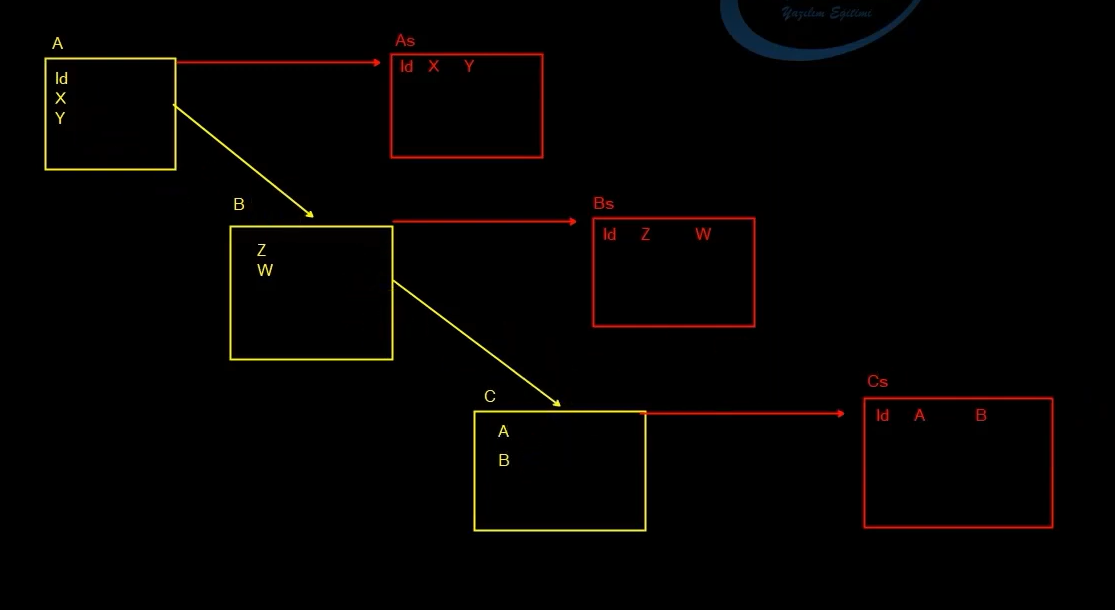 Yazılım Eğitimi
A
Id
X
Y
As
Id X Y
B
Z
W
Bs
Id Z W
C
A
B
Cs
Id A B